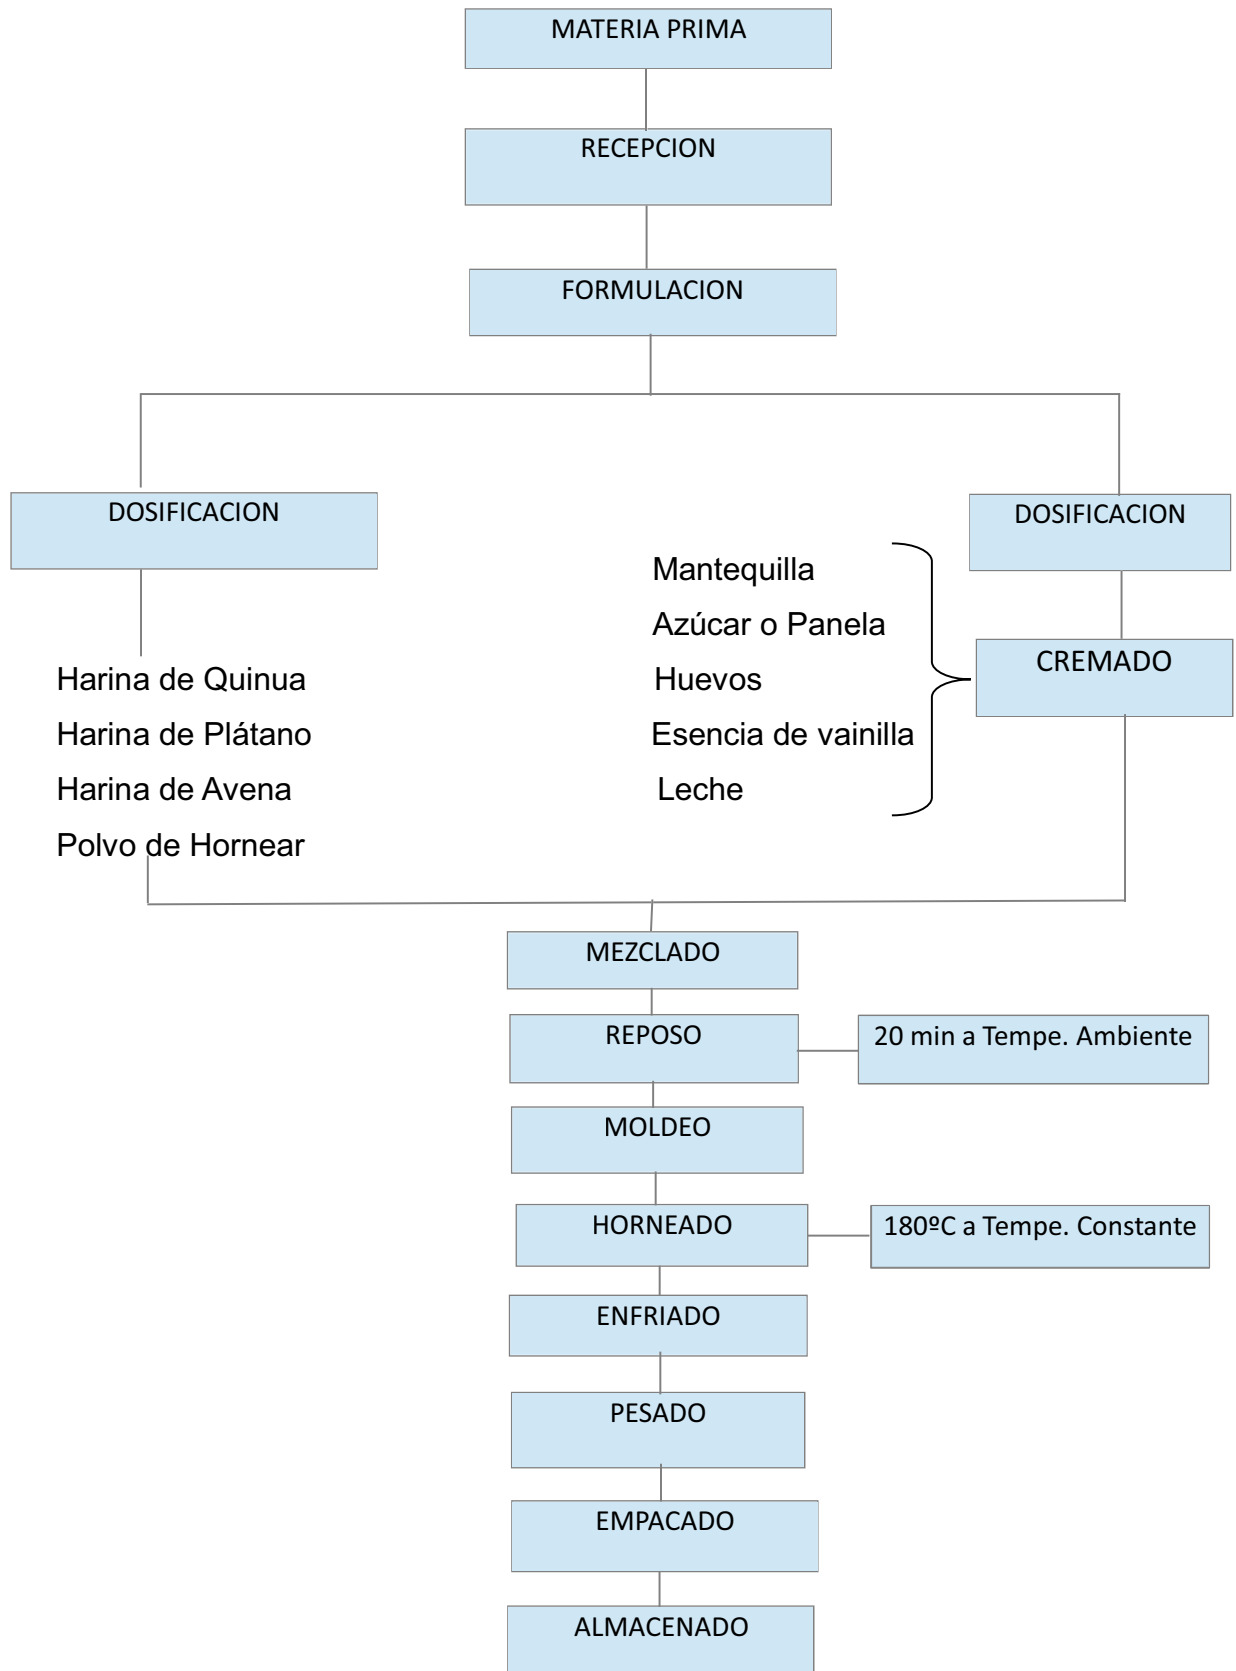 MATERIA PRIMA
RECEPCION
FORMULACION
DOSIFICACION
Harina de Quinua
Harina de Plátano
Harina de Avena
Polvo de Hornear
DOSIFICACION
CREMADO
Mantequilla
Azúcar o Panela
Huevos
Esencia de vainilla
Leche
MEZCLADO
REPOSO
20 min a Tempe. Ambiente
MOLDEO
HORNEADO
180ºC a Tempe. Constante
ENFRIADO
PESADO
EMPACADO
ALMACENADO